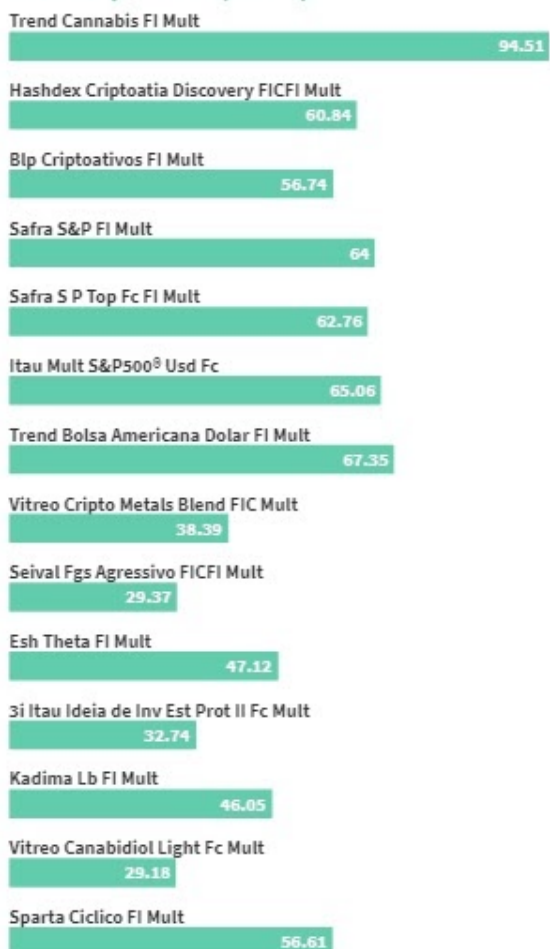 Trend Cannabis FI Mult
94.51
Hashdex Criptoatia Discovery FICFI Mult
60.84
Blp Criptoativos FI Mult
56.74
Safra S&P FI Mult
64
Safra S P Top Fc FI Mult
62.76
Itau Mult S&P500® Usd Fc
65.06
Trend Bolsa Americana Dolar FI Mult
67.35
Vitreo Cripto Metals Blend FIC Mult
38.39
Seival Fgs Agressivo FICFI Mult
29.37
Esh Theta FI Mult
47.12
3i Itau Ideia de Inv Est Prot II Fc Mult
32.74
Kadima Lb FI Mult
46.05
Vitreo Canabidiol Light Fc Mult
29.18
Sparta Ciclico FI Mult
56.61